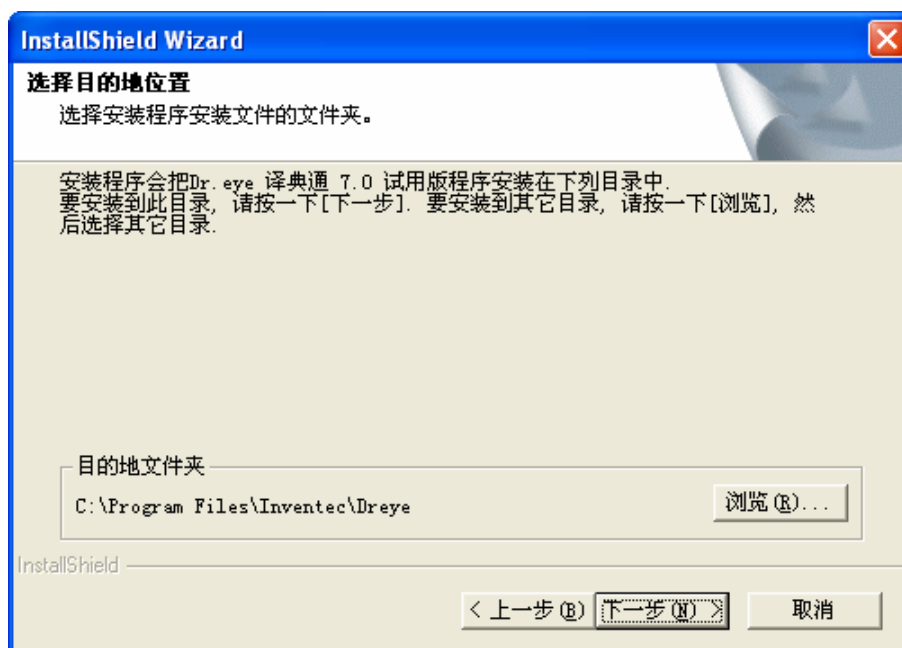 InstallShield Wizard
选择目的地位置
选择安装程序安装文件的文件夹。
安装程序会把Dr.eye 译典通 7.0 试用版程序安装在下列目录中.
要安装到此目录, 请按一下[下一步]. 要安装到其它目录, 请按一下[浏览], 然
后选择其它目录.
目的地文件夹
C:\Program Files\Inventec\Dreye
浏览(R)...
InstallShield
< 上一步(B) 下一步(N) > 取消